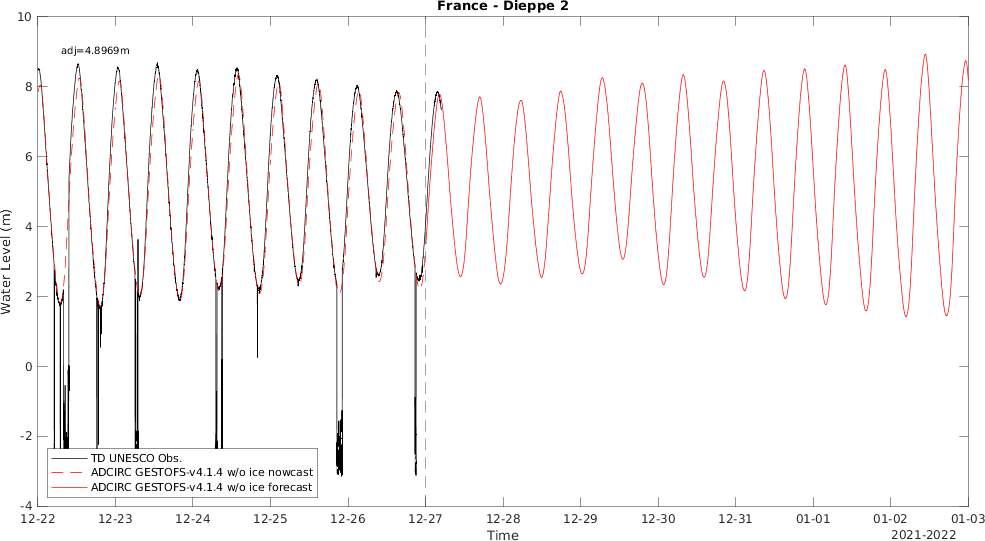 France - Dieppe 2
adj=4.8969m
10
8
6
4
2
0
-2
-4
Water Level (m)
TD UNESCO Obs.
ADCIRC GESTOFS-v4.1.4 w/o ice nowcast
ADCIRC GESTOFS-v4.1.4 w/o ice forecast
12-22 12-23 12-24 12-25 12-26 12-27 12-28 12-29 12-30 12-31 01-01 01-02 01-03
Time
2021-2022